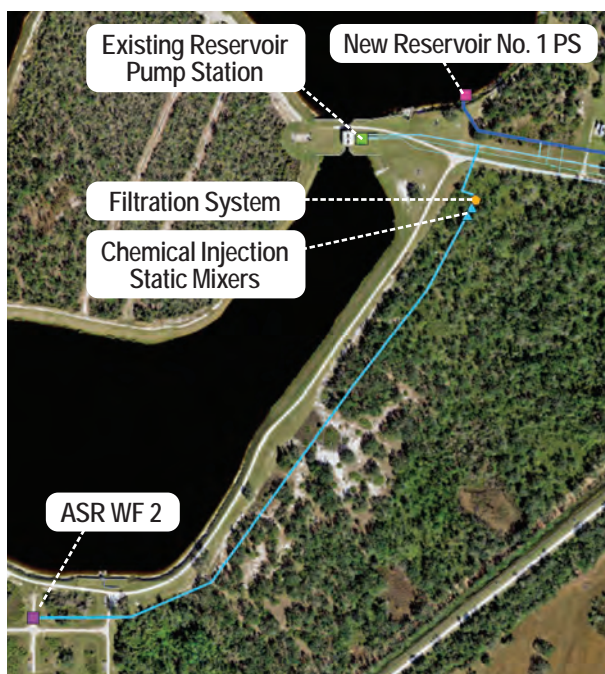 Existing Reservoir
Pump Station
New Reservoir No. 1 PS
Filtration System
Chemical Injection
Static Mixers
ASR WF 2